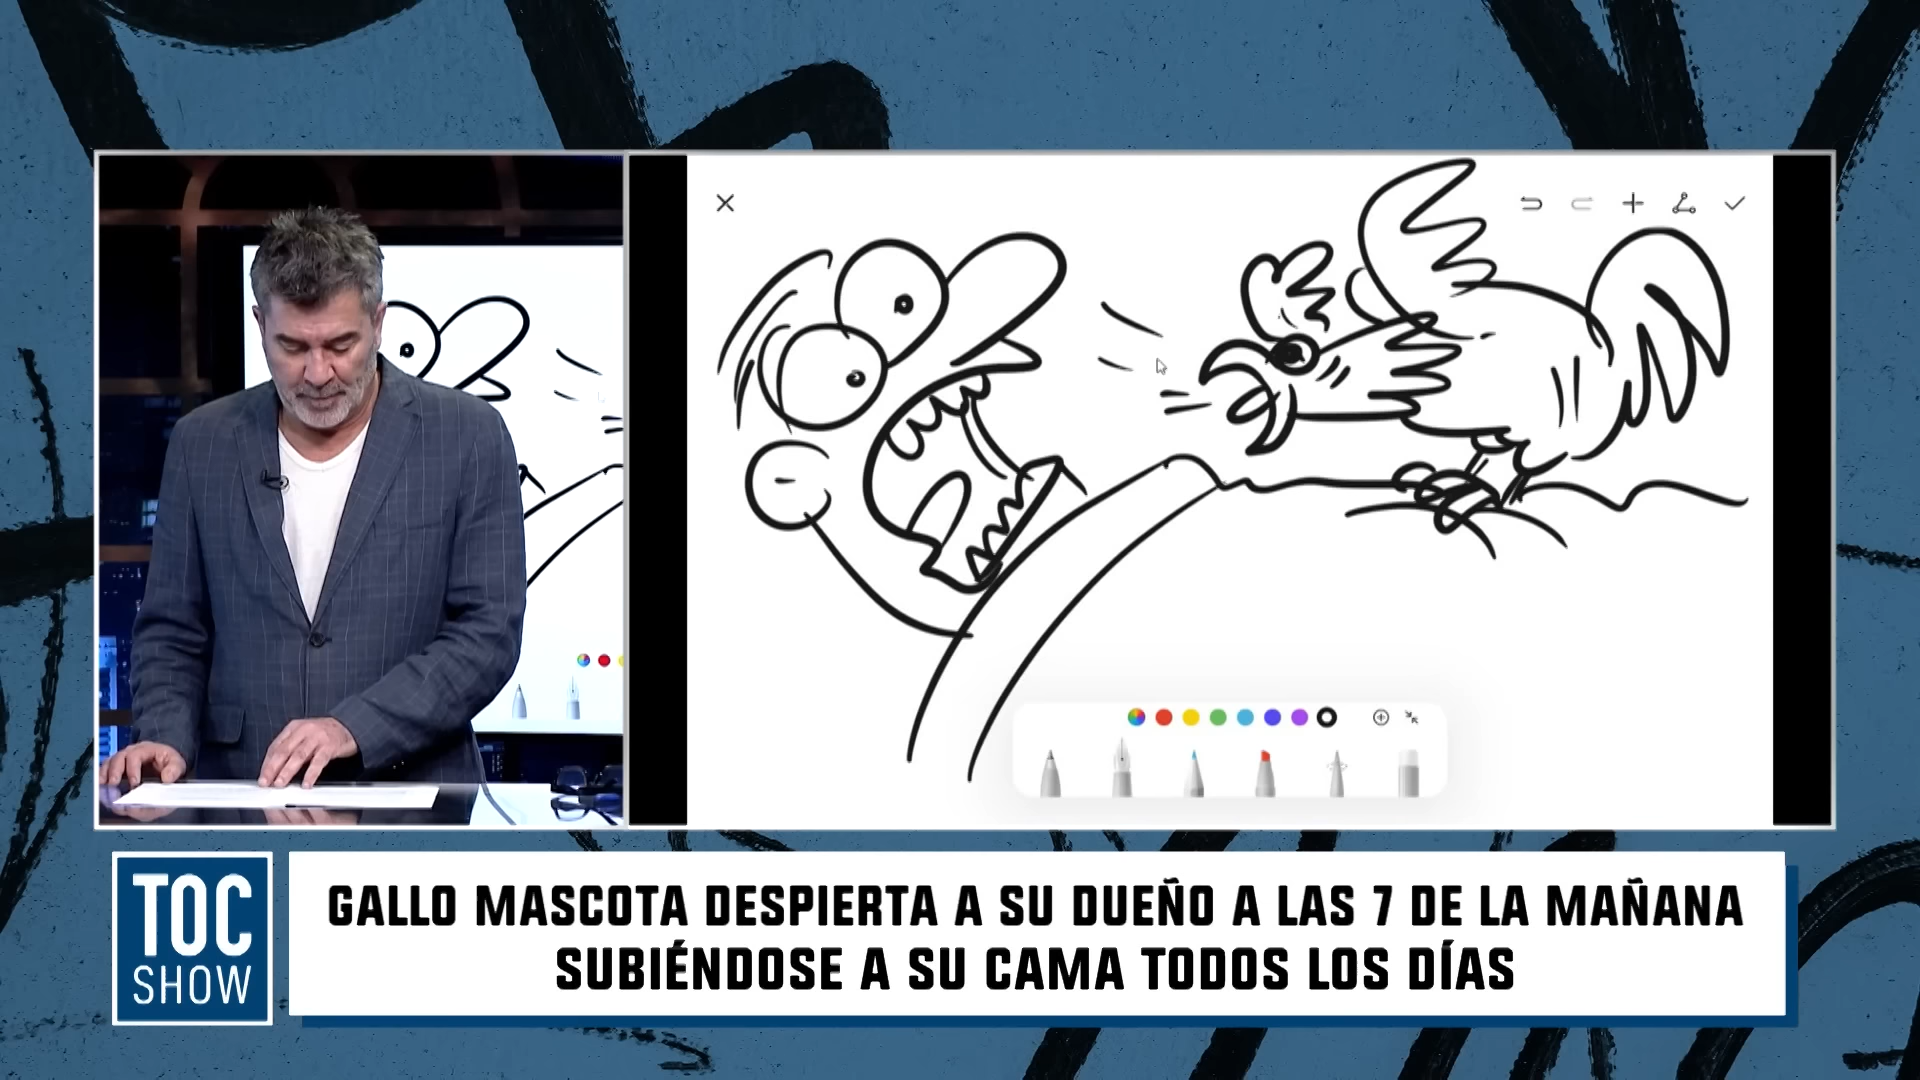 TOC
SHOW
GALLO MASCOTA DESPIERTA A SU DUEÑO A LAS 7 DE LA MAÑANA
SUBIÉNDOSE A SU CAMA TODOS LOS DÍAS